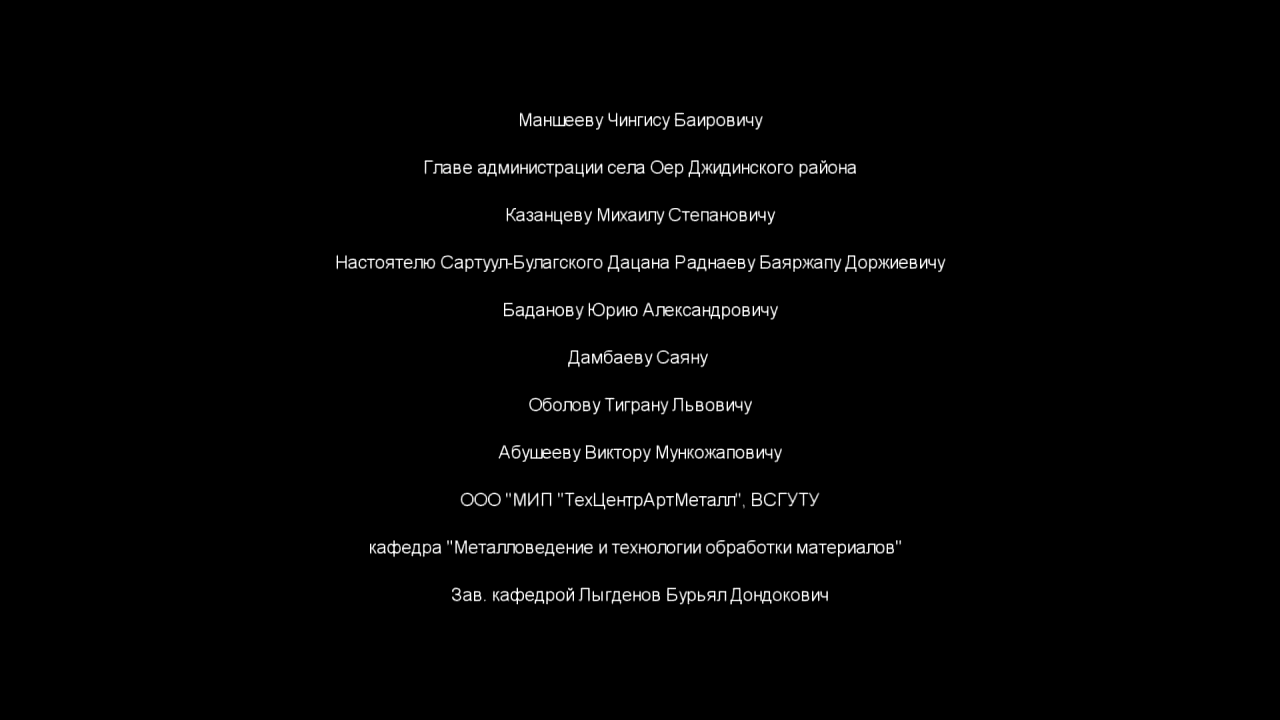 Маншееву Чингису Баировичу
Главе администрации села Оер Джидинского района
Казанцеву Михаилу Степановичу
Настоятелю Сартуул-Булагского Дацана Раднаеву Баяржапу Доржиевичу
Баданову Юрию Александровичу
Дамбаеву Саяну
Оболову Тиграну Львовичу
Абушееву Виктору Мункожаповичу
ООО "МИП "ТехЦентрАртМеталл", ВСГУТУ
кафедра "Металловедение и технологии обработки материалов"
Зав. кафедрой Лыгденов Бурьял Дондокович